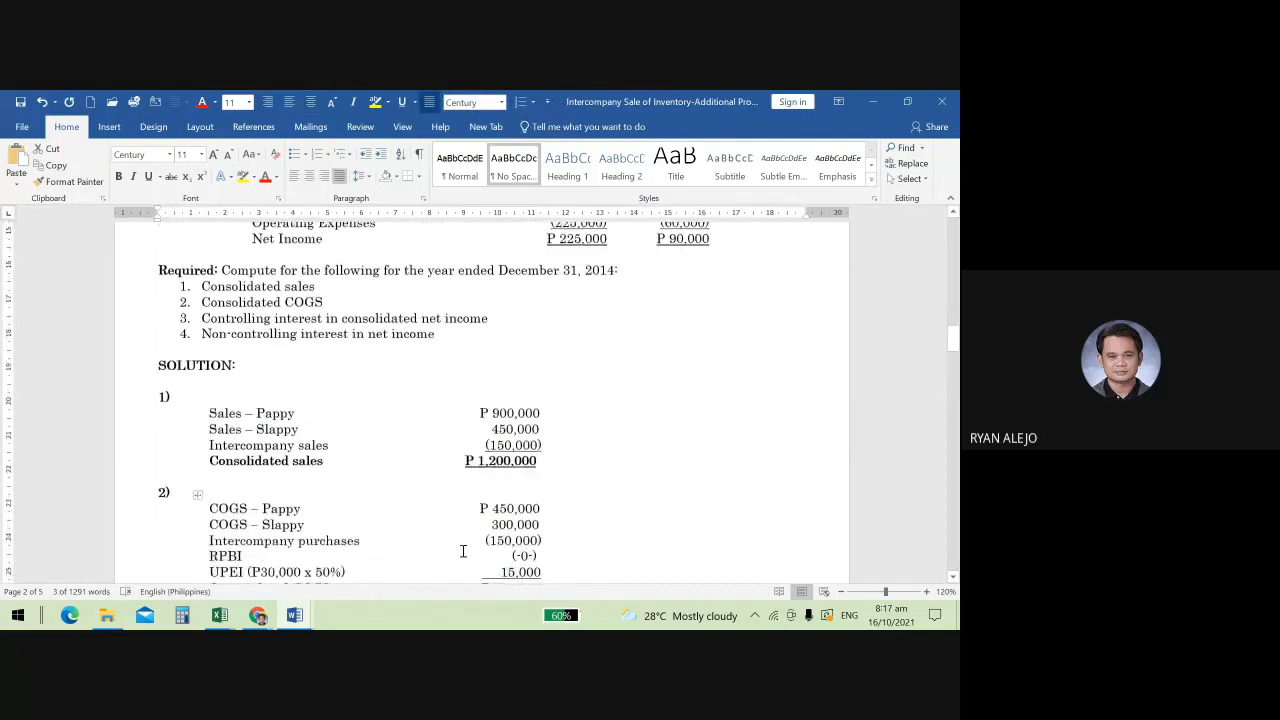 11
Century
Intercompany Sale of Inventory-Additional Pro...
Sign in
File
Home
Insert
Design
Layout
References
Mailings
Review
View
Help
New Tab
Tell me what you want to do
Share
Paste
Cut
Copy
Format Painter
Century
11
AaBbCcDdE
AaBbCcDc
AaBbCc
AaBbCcD
AaB
AaBbCcD
AaBbCcDdEe
AaBbCcDdEe
¶ Normal
¶ No Spac...
Heading 1
Heading 2
Title
Subtitle
Subtle Em...
Emphasis
Find
Replace
Select
Clipboard
Font
Paragraph
Styles
Editing
Operating Expenses (225,000) (60,000)
Net Income P 225,000 P 90,000
Required: Compute for the following for the year ended December 31, 2014:
1. Consolidated sales
2. Consolidated COGS
3. Controlling interest in consolidated net income
4. Non-controlling interest in net income
SOLUTION:
1)
Sales – Pappy P 900,000
Sales – Slappy 450,000
Intercompany sales (150,000)
Consolidated sales P 1,200,000
2)
COGS – Pappy P 450,000
COGS – Slappy 300,000
Intercompany purchases (150,000)
RPBI (-0-)
UPEI (P30,000 x 50%) 15,000
Page 2 of 5 3 of 1291 words English (Philippines) 120%
60% 28°C Mostly cloudy ENG 8:17 am
16/10/2021
RYAN ALEJO